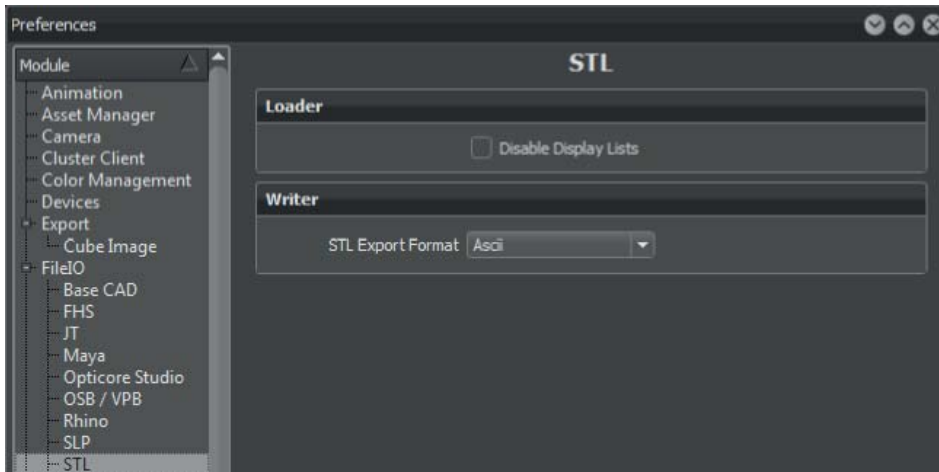 Preferences
Module
Animation
Asset Manager
Camera
Cluster Client
Color Management
Devices
Export
Cube Image
FileIO
Base CAD
FHS
JT
Maya
Opticore Studio
OSB / VPB
Rhino
SLP
STL
STL
Loader
Disable Display Lists
Writer
STL Export Format Ascii